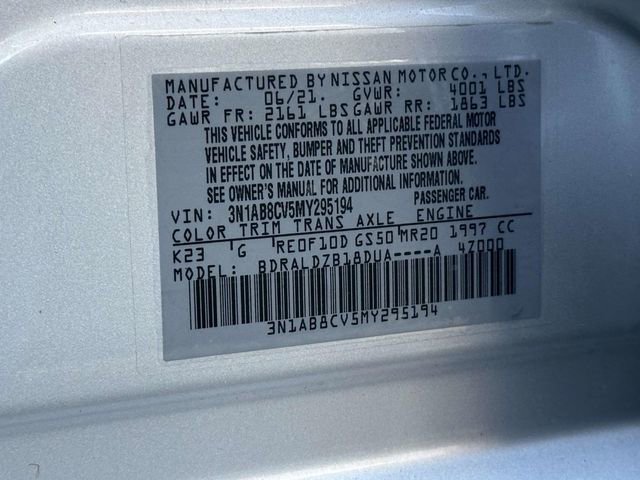 MANUFACTURED BY NISSAN MOTOR CO., LTD.
DATE: 06/21. GVWR: 4001 LBS
GAWR FR: 2161 LBS GAWR RR: 1863 LBS
THIS VEHICLE CONFORMS TO ALL APPLICABLE FEDERAL MOTOR
VEHICLE SAFETY, BUMPER AND THEFT PREVENTION STANDARDS
IN EFFECT ON THE DATE OF MANUFACTURE SHOWN ABOVE.
SEE OWNER'S MANUAL FOR ADDITIONAL INFORMATION.
VIN: 3N1AB8CV5MY295194 PASSENGER CAR.
COLOR TRIM TRANS AXLE ENGINE
K23 G RE0F10D GS50 MR20 1997 CC
MODEL: BDRALDZB18DUA----A 4Z000
3N1AB8CV5MY295194